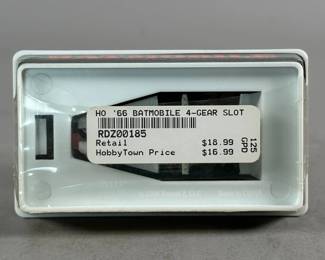 HO '66 BATMOBILE 4-GEAR SLOT
RDZ00185
Retail $18.99
HobbyTown Price $16.99
125
GPD